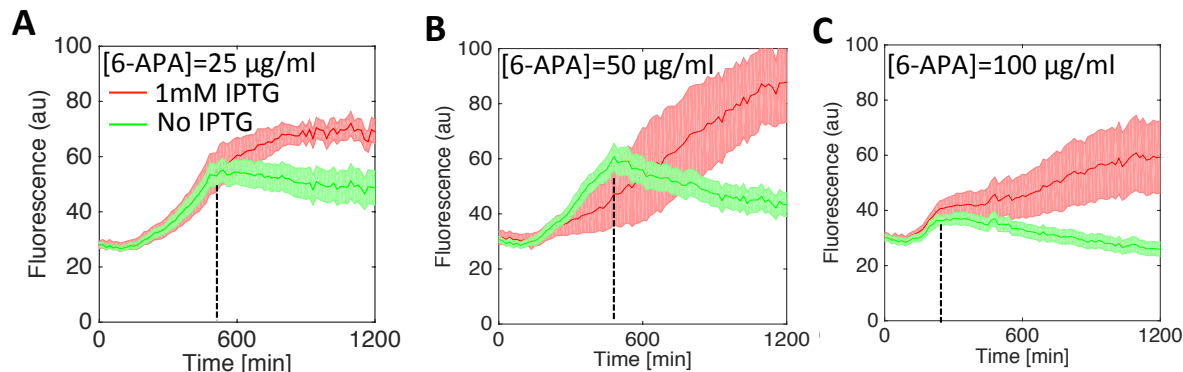 A
100
80
60
40
20
0
Fluorescence (au)
[6-APA]=25 µg/ml
1mM IPTG
No IPTG
0
600
1200
Time [min]
B
100
80
60
40
20
0
Fluorescence (au)
[6-APA]=50 µg/ml
0
600
1200
Time [min]
C
100
80
60
40
20
0
Fluorescence (au)
[6-APA]=100 µg/ml
0
600
1200
Time [min]